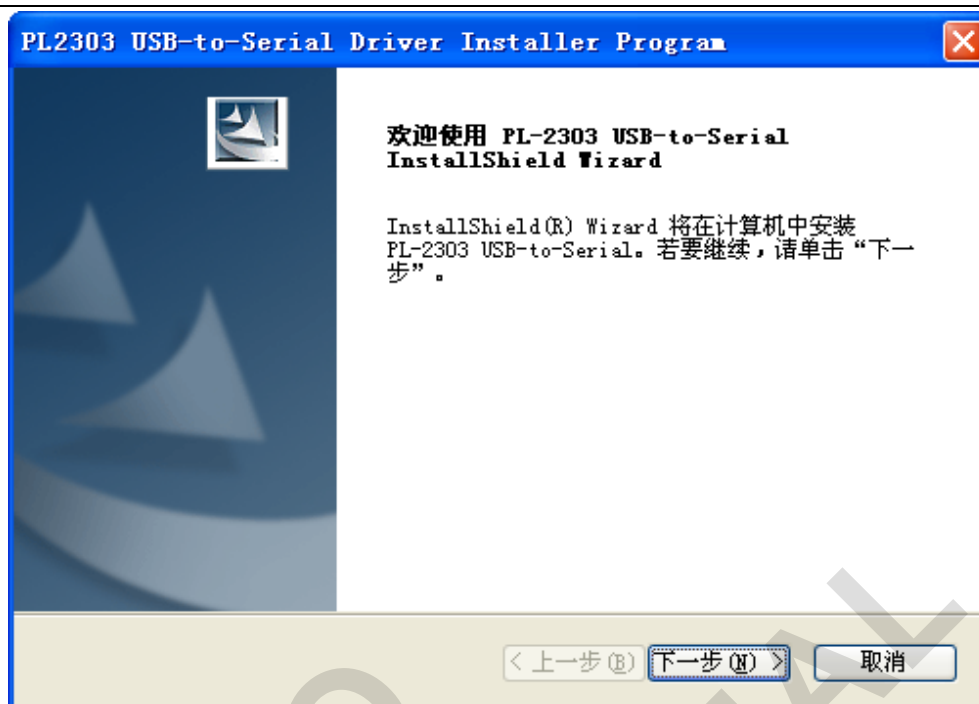 PL2303 USB-to-Serial Driver Installer Program
欢迎使用 PL-2303 USB-to-Serial
InstallShield Wizard
InstallShield(R) Wizard 将在计算机中安装
PL-2303 USB-to-Serial。若要继续，请单击“下一
步”。
< 上一步(B) 下一步(N) > 取消